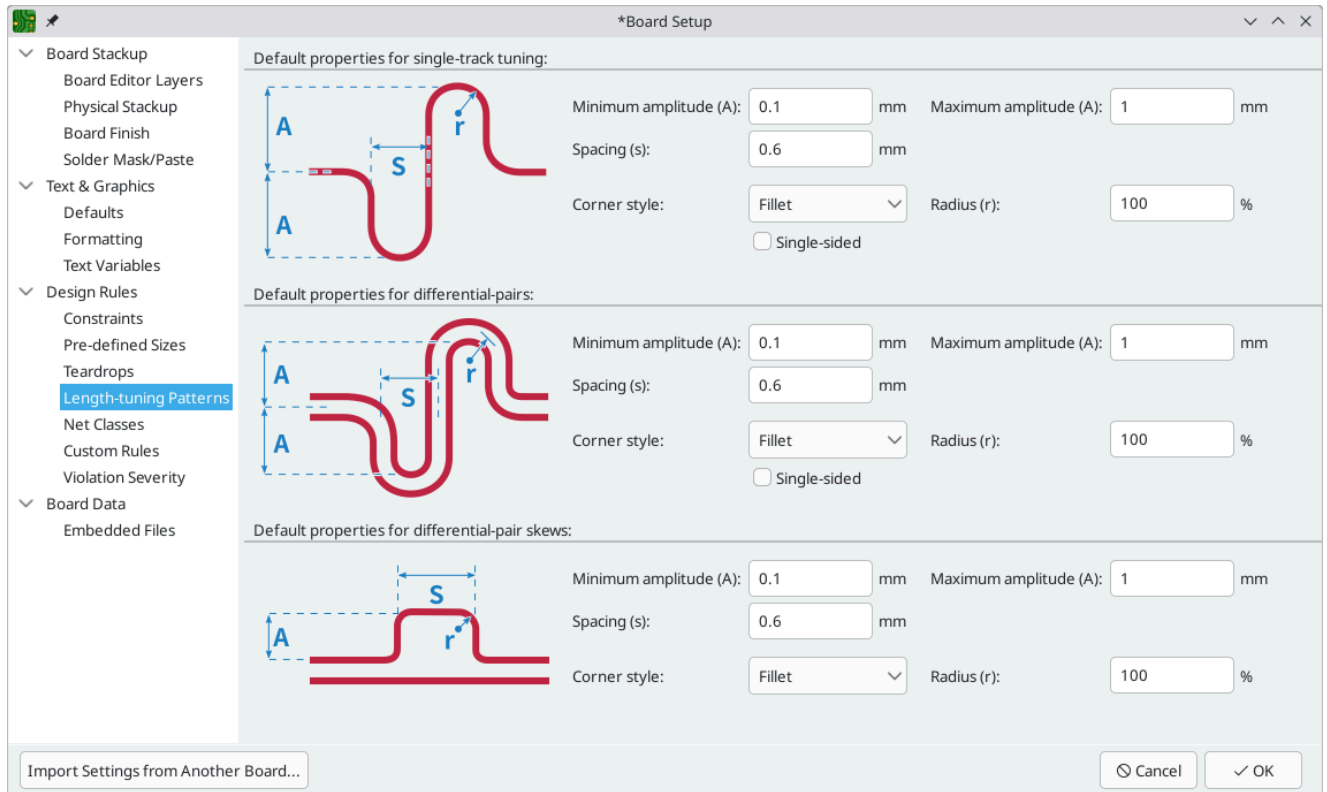 *Board Setup
Board Stackup
Board Editor Layers
Physical Stackup
Board Finish
Solder Mask/Paste
Text & Graphics
Defaults
Formatting
Text Variables
Design Rules
Constraints
Pre-defined Sizes
Teardrops
Length-tuning Patterns
Net Classes
Custom Rules
Violation Severity
Board Data
Embedded Files
Default properties for single-track tuning:
A
r
S
A
Minimum amplitude (A): 0.1 mm Maximum amplitude (A): 1 mm
Spacing (s): 0.6 mm
Corner style: Fillet Radius (r): 100 %
Single-sided
Default properties for differential-pairs:
A
r
S
A
Minimum amplitude (A): 0.1 mm Maximum amplitude (A): 1 mm
Spacing (s): 0.6 mm
Corner style: Fillet Radius (r): 100 %
Single-sided
Default properties for differential-pair skews:
S
A
r
Minimum amplitude (A): 0.1 mm Maximum amplitude (A): 1 mm
Spacing (s): 0.6 mm
Corner style: Fillet Radius (r): 100 %
Import Settings from Another Board... Cancel OK